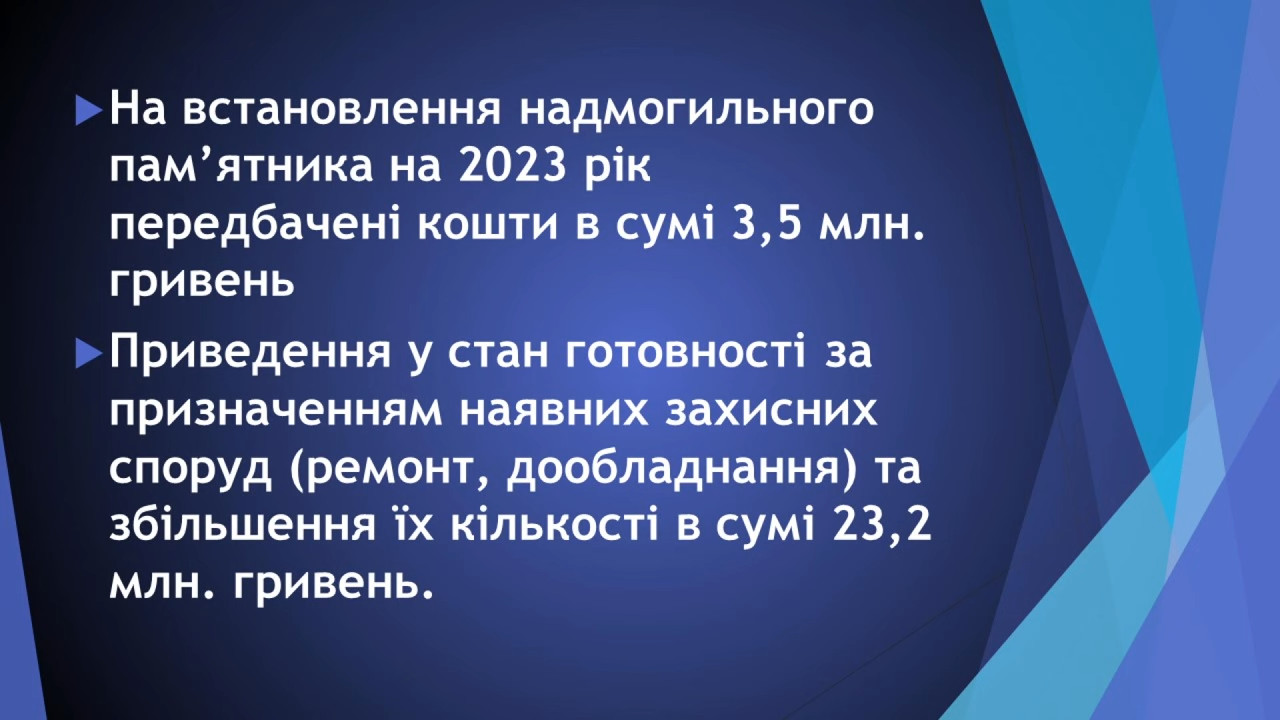 На встановлення надмогильного
пам’ятника на 2023 рік
передбачені кошти в сумі 3,5 млн.
гривень
Приведення у стан готовності за
призначенням наявних захисних
споруд (ремонт, дообладнання) та
збільшення їх кількості в сумі 23,2
млн. гривень.